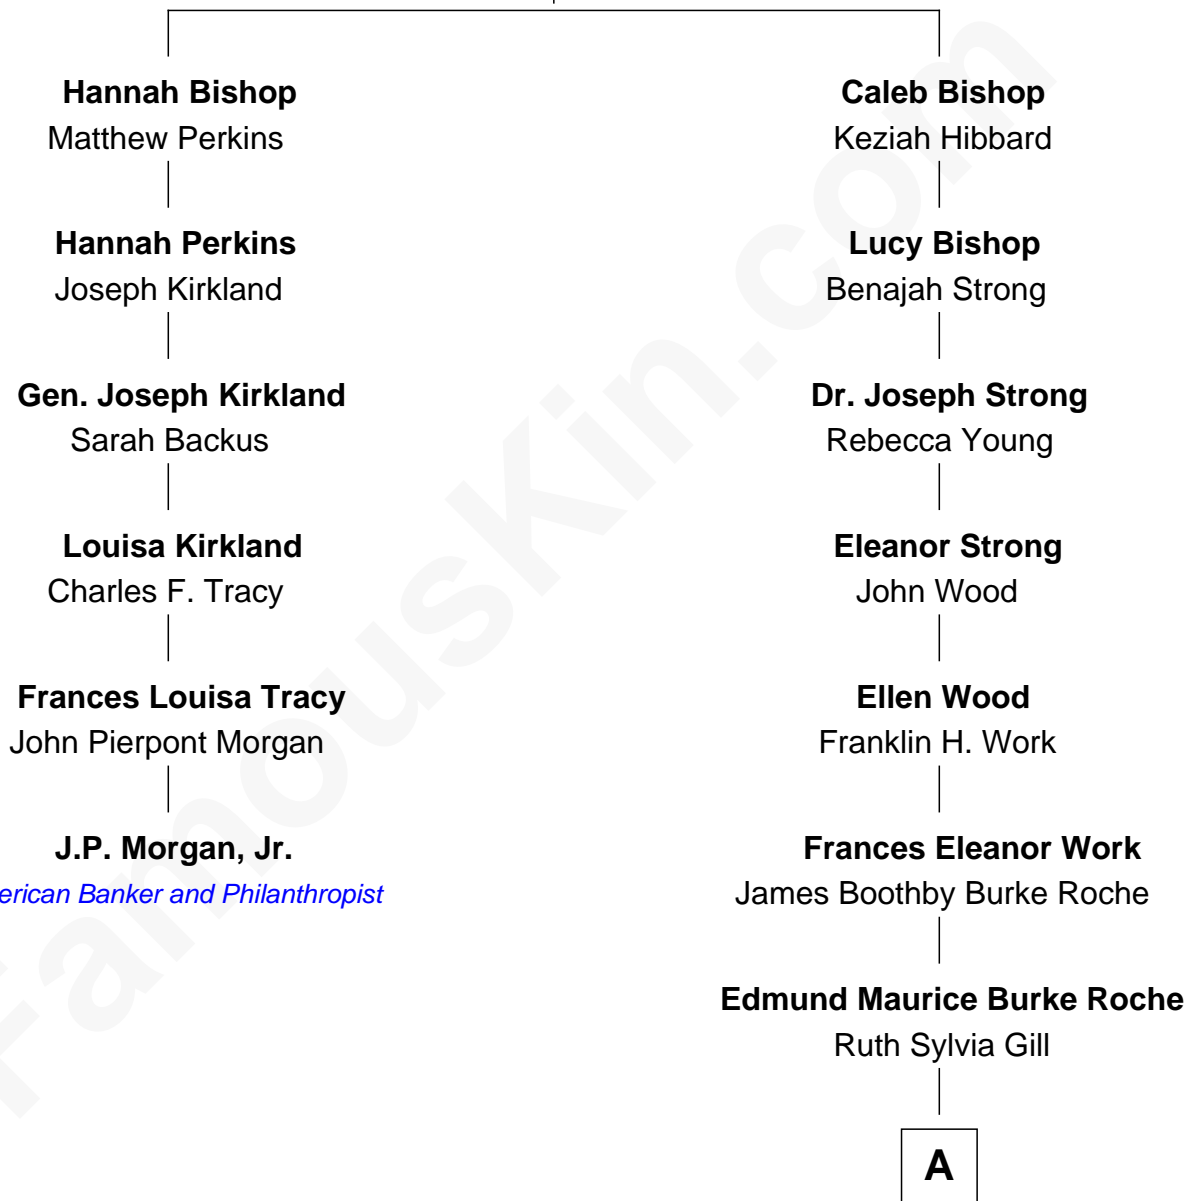 Hannah Bishop
Matthew Perkins
Hannah Perkins
Joseph Kirkland
Gen. Joseph Kirkland
Sarah Backus
Louisa Kirkland
Charles F. Tracy
Frances Louisa Tracy
John Pierpont Morgan
J.P. Morgan, Jr.
erican Banker and Philanthropist
Caleb Bishop
Keziah Hibbard
Lucy Bishop
Benajah Strong
Dr. Joseph Strong
Rebecca Young
Eleanor Strong
John Wood
Ellen Wood
Franklin H. Work
Frances Eleanor Work
James Boothby Burke Roche
Edmund Maurice Burke Roche
Ruth Sylvia Gill
A
FamousKin.com